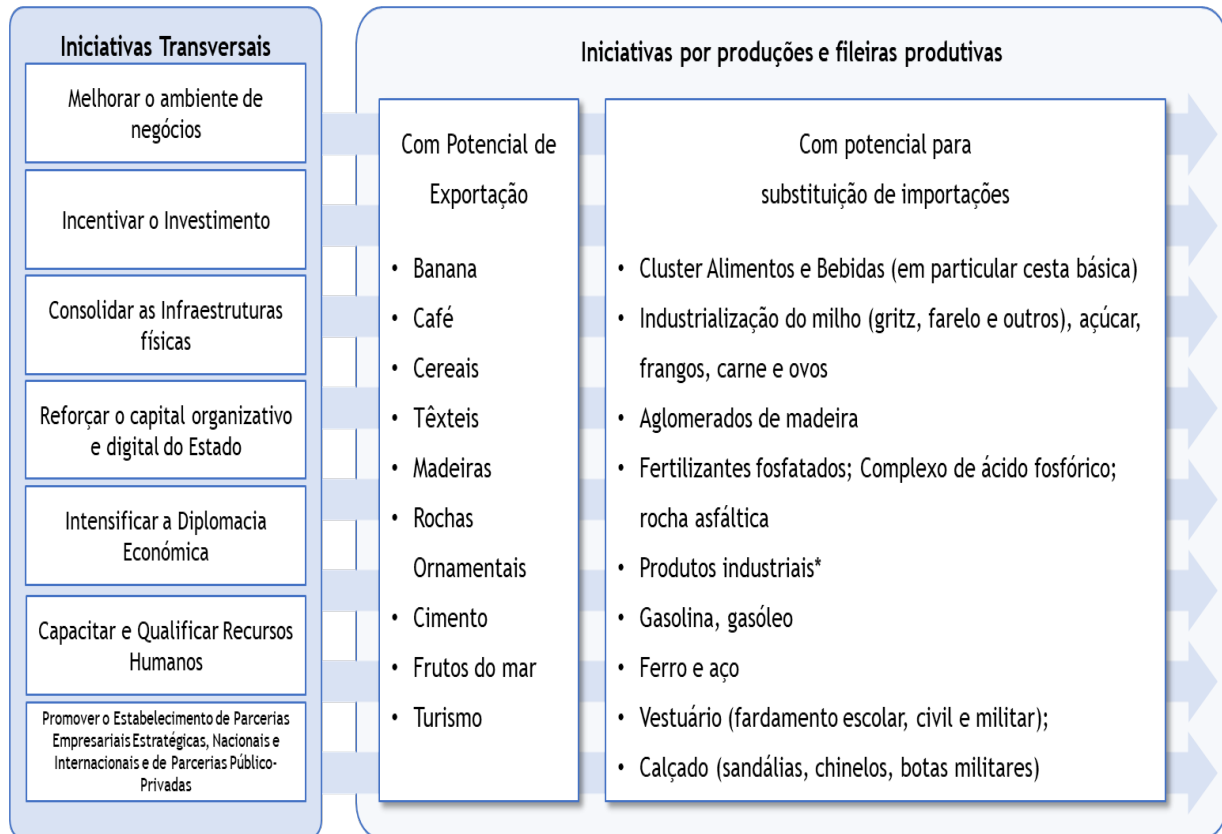 Iniciativas Transversais
Melhorar o ambiente de
negócios
Incentivar o Investimento
Consolidar as Infraestruturas
físicas
Reforçar o capital organizativo
e digital do Estado
Intensificar a Diplomacia
Económica
Capacitar e Qualificar Recursos
Humanos
Promover o Estabelecimento de Parcerias
Empresariais Estratégicas, Nacionais e
Internacionais e de Parcerias Público-
Privadas
Iniciativas por produções e fileiras produtivas
Com Potencial de
Exportação
• Banana
• Café
• Cereais
• Têxteis
• Madeiras
• Rochas
Ornamentais
• Cimento
• Frutos do mar
• Turismo
Com potencial para
substituição de importações
• Cluster Alimentos e Bebidas (em particular cesta básica)
• Industrialização do milho (gritz, farelo e outros), açúcar,
frangos, carne e ovos
• Aglomerados de madeira
• Fertilizantes fosfatados; Complexo de ácido fosfórico;
rocha asfáltica
• Produtos industriais*
• Gasolina, gasóleo
• Ferro e aço
• Vestuário (fardamento escolar, civil e militar);
• Calçado (sandálias, chinelos, botas militares)